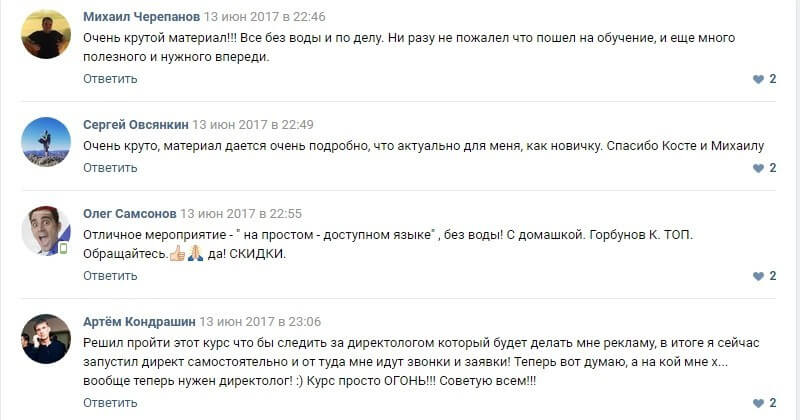 Михаил Черепанов 13 июн 2017 в 22:46
Очень крутой материал!!! Все без воды и по делу. Ни разу не пожалел что пошел на обучение, и еще много
полезного и нужного впереди.
Ответить 2
Сергей Овсянкин 13 июн 2017 в 22:49
Очень круто, материал дается очень подробно, что актуально для меня, как новичку. Спасибо Косте и Михаилу
Ответить 2
Олег Самсонов 13 июн 2017 в 22:55
Отличное мероприятие - " на простом - доступном языке" , без воды! С домашкой. Горбунов К. ТОП.
Обращайтесь.👍🙏 да! СКИДКИ.
Ответить 2
Артём Кондрашин 13 июн 2017 в 23:06
Решил пройти этот курс что бы следить за директологом который будет делать мне рекламу, в итоге я сейчас
запустил директ самостоятельно и от туда мне идут звонки и заявки! Теперь вот думаю, а на кой мне х...
вообще теперь нужен директолог! :) Курс просто ОГОНЬ!!! Советую всем!!!
Ответить 2